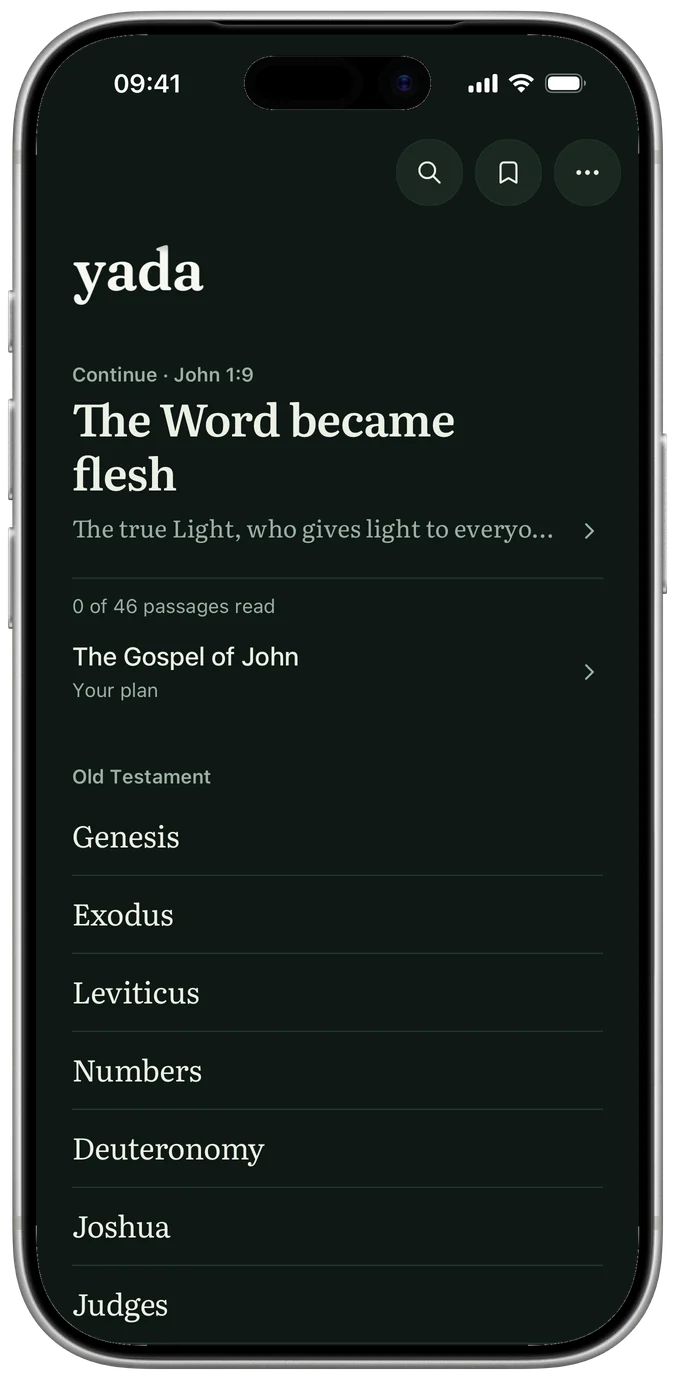 09:41
yada
Continue · John 1:9
The Word became
flesh
The true Light, who gives light to everyo...
0 of 46 passages read
The Gospel of John
Your plan
Old Testament
Genesis
Exodus
Leviticus
Numbers
Deuteronomy
Joshua
Judges